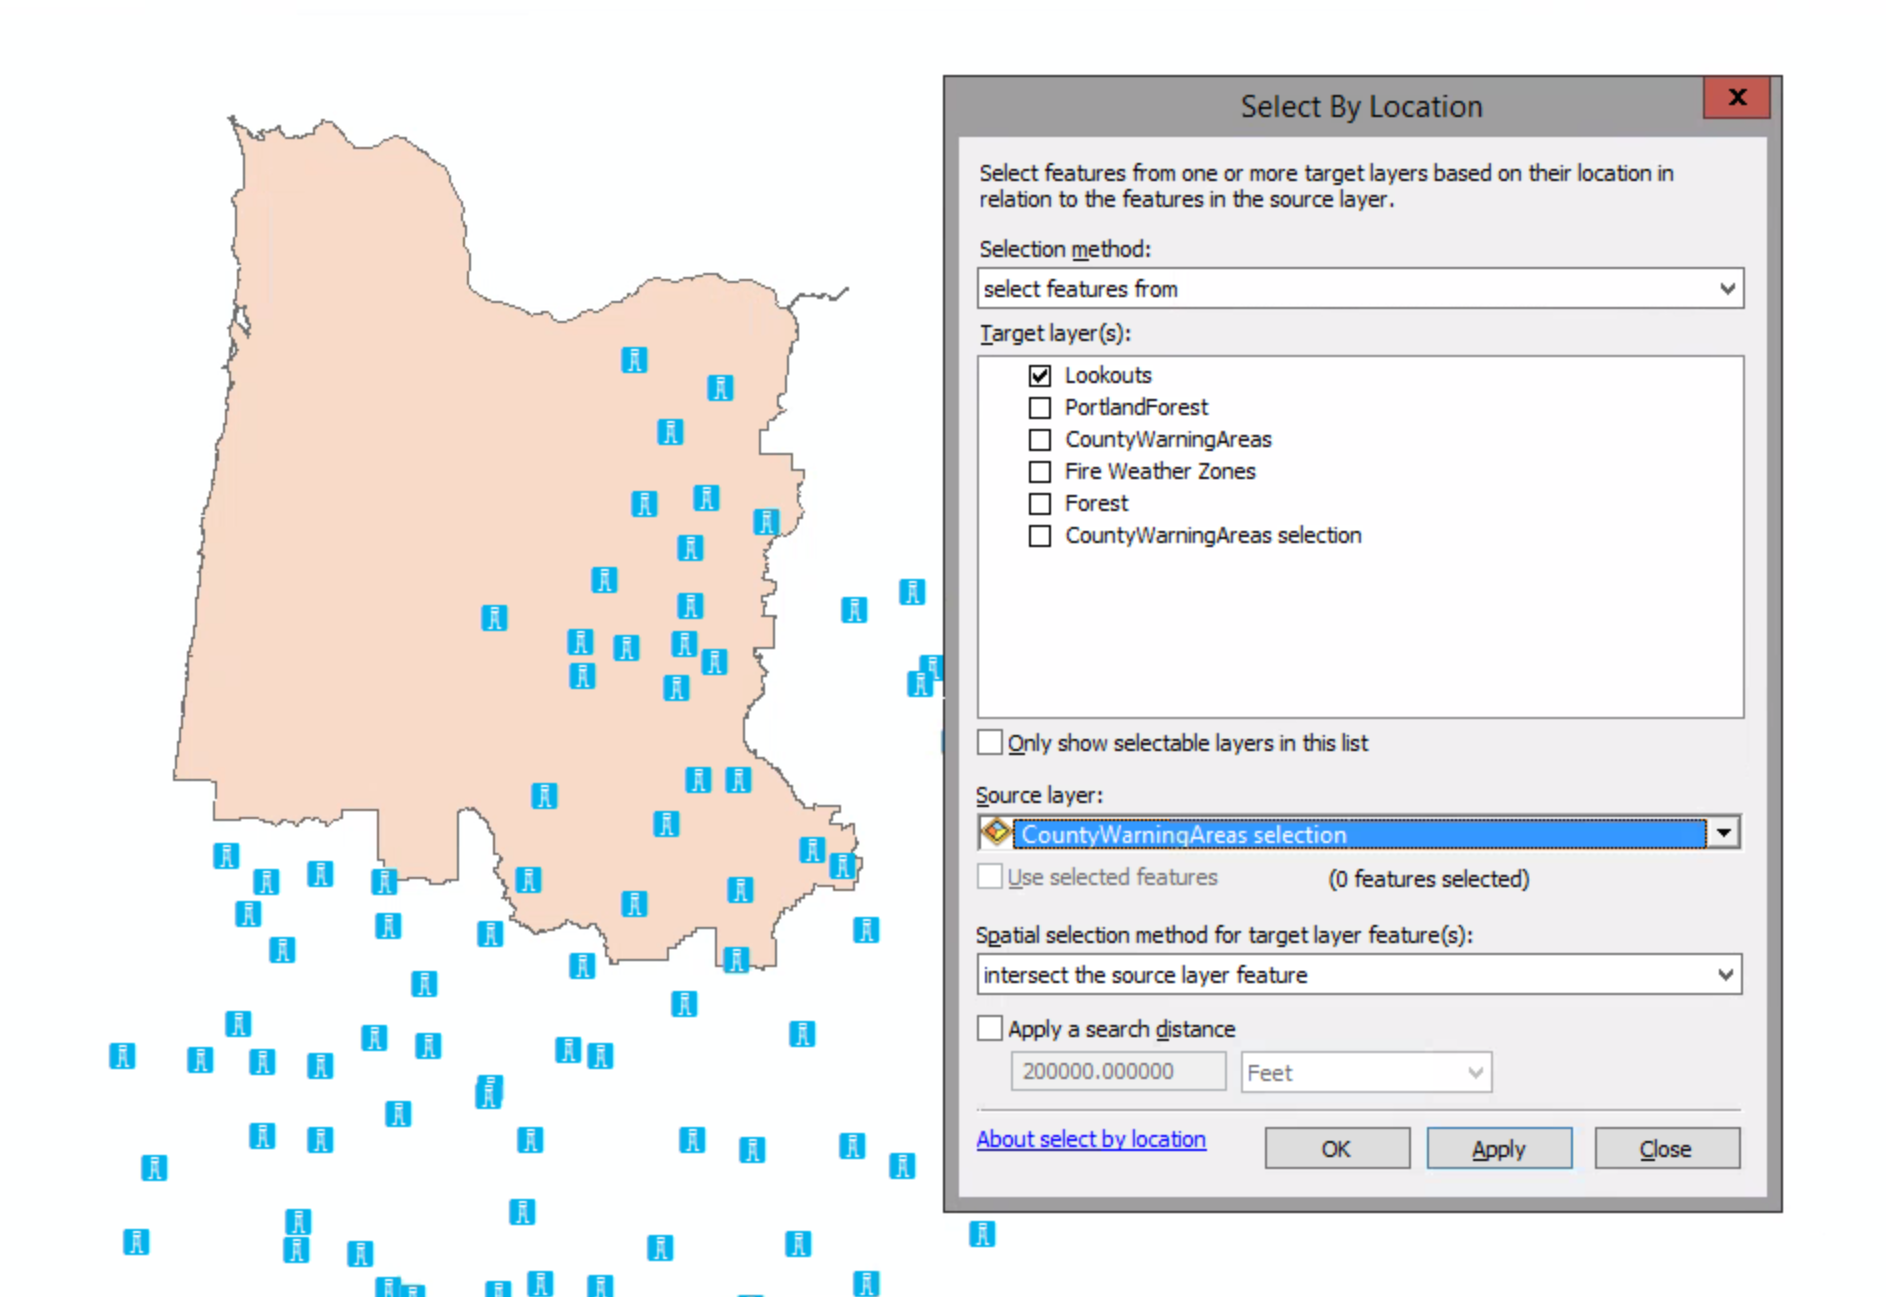 Select By Location
X
Select features from one or more target layers based on their location in
relation to the features in the source layer.
Selection method:
select features from
Target layer(s):
Lookouts
PortlandForest
CountyWarningAreas
Fire Weather Zones
Forest
CountyWarningAreas selection
Only show selectable layers in this list
Source layer:
CountyWarningAreas selection
Use selected features (0 features selected)
Spatial selection method for target layer feature(s):
intersect the source layer feature
Apply a search distance
200000.000000 Feet
About select by location OK Apply Close